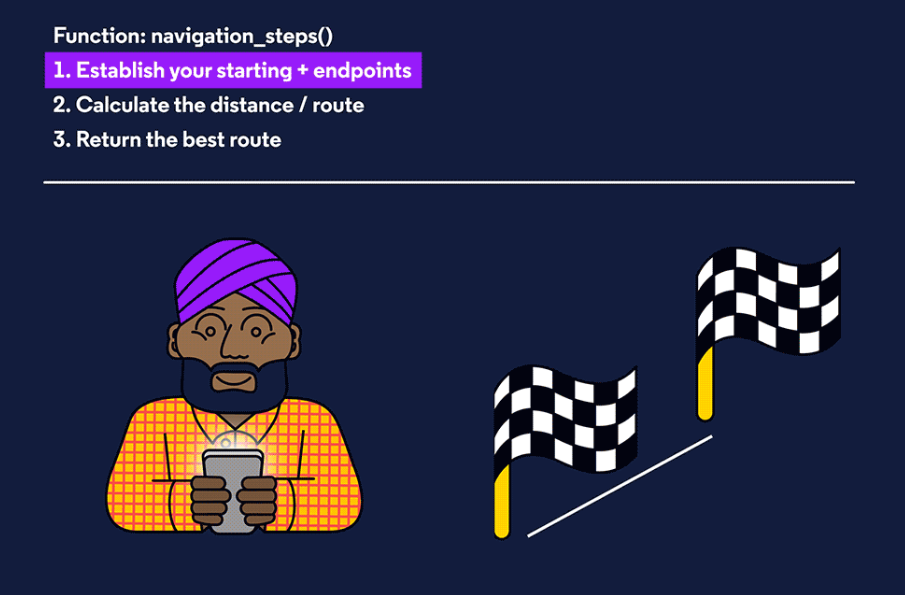 Function: navigation_steps()
1. Establish your starting + endpoints
2. Calculate the distance / route
3. Return the best route